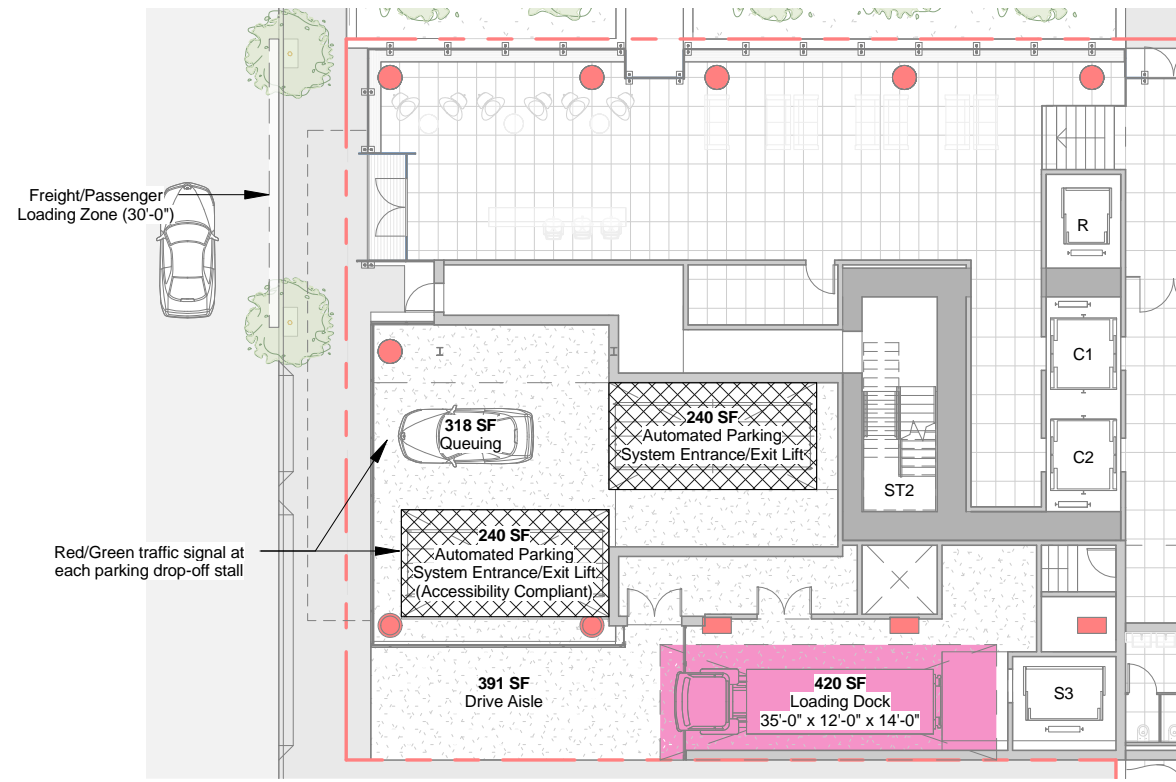 Freight/Passenger
Loading Zone (30'-0")
R
C1
C2
318 SF
Queuing
240 SF
Automated Parking
System Entrance/Exit Lift
ST2
Red/Green traffic signal at
each parking drop-off stall
240 SF
Automated Parking
System Entrance/Exit Lift
(Accessibility Compliant)
391 SF
Drive Aisle
420 SF
Loading Dock
35'-0" x 12'-0" x 14'-0"
S3